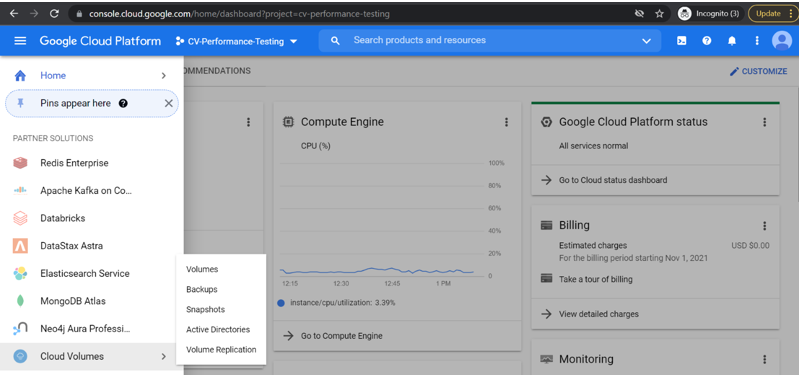 console.cloud.google.com/home/dashboard?project=cv-performance-testing
Incognito (3)
Update
Google Cloud Platform
CV-Performance-Testing
Search products and resources
Home
Pins appear here
PARTNER SOLUTIONS
Redis Enterprise
Apache Kafka on Co...
Databricks
DataStax Astra
Elasticsearch Service
MongoDB Atlas
Neo4j Aura Professi...
Cloud Volumes
Volumes
Backups
Snapshots
Active Directories
Volume Replication
OMMENDATIONS
CUSTOMIZE
Compute Engine
CPU (%)
100%
80%
60%
40%
20%
0
12:15
12:30
12:45
1 PM
instance/cpu/utilization: 3.39%
Go to Compute Engine
Google Cloud Platform status
All services normal
Go to Cloud status dashboard
Billing
Estimated charges
USD $0.00
For the billing period starting Nov 1, 2021
Take a tour of billing
View detailed charges
Monitoring